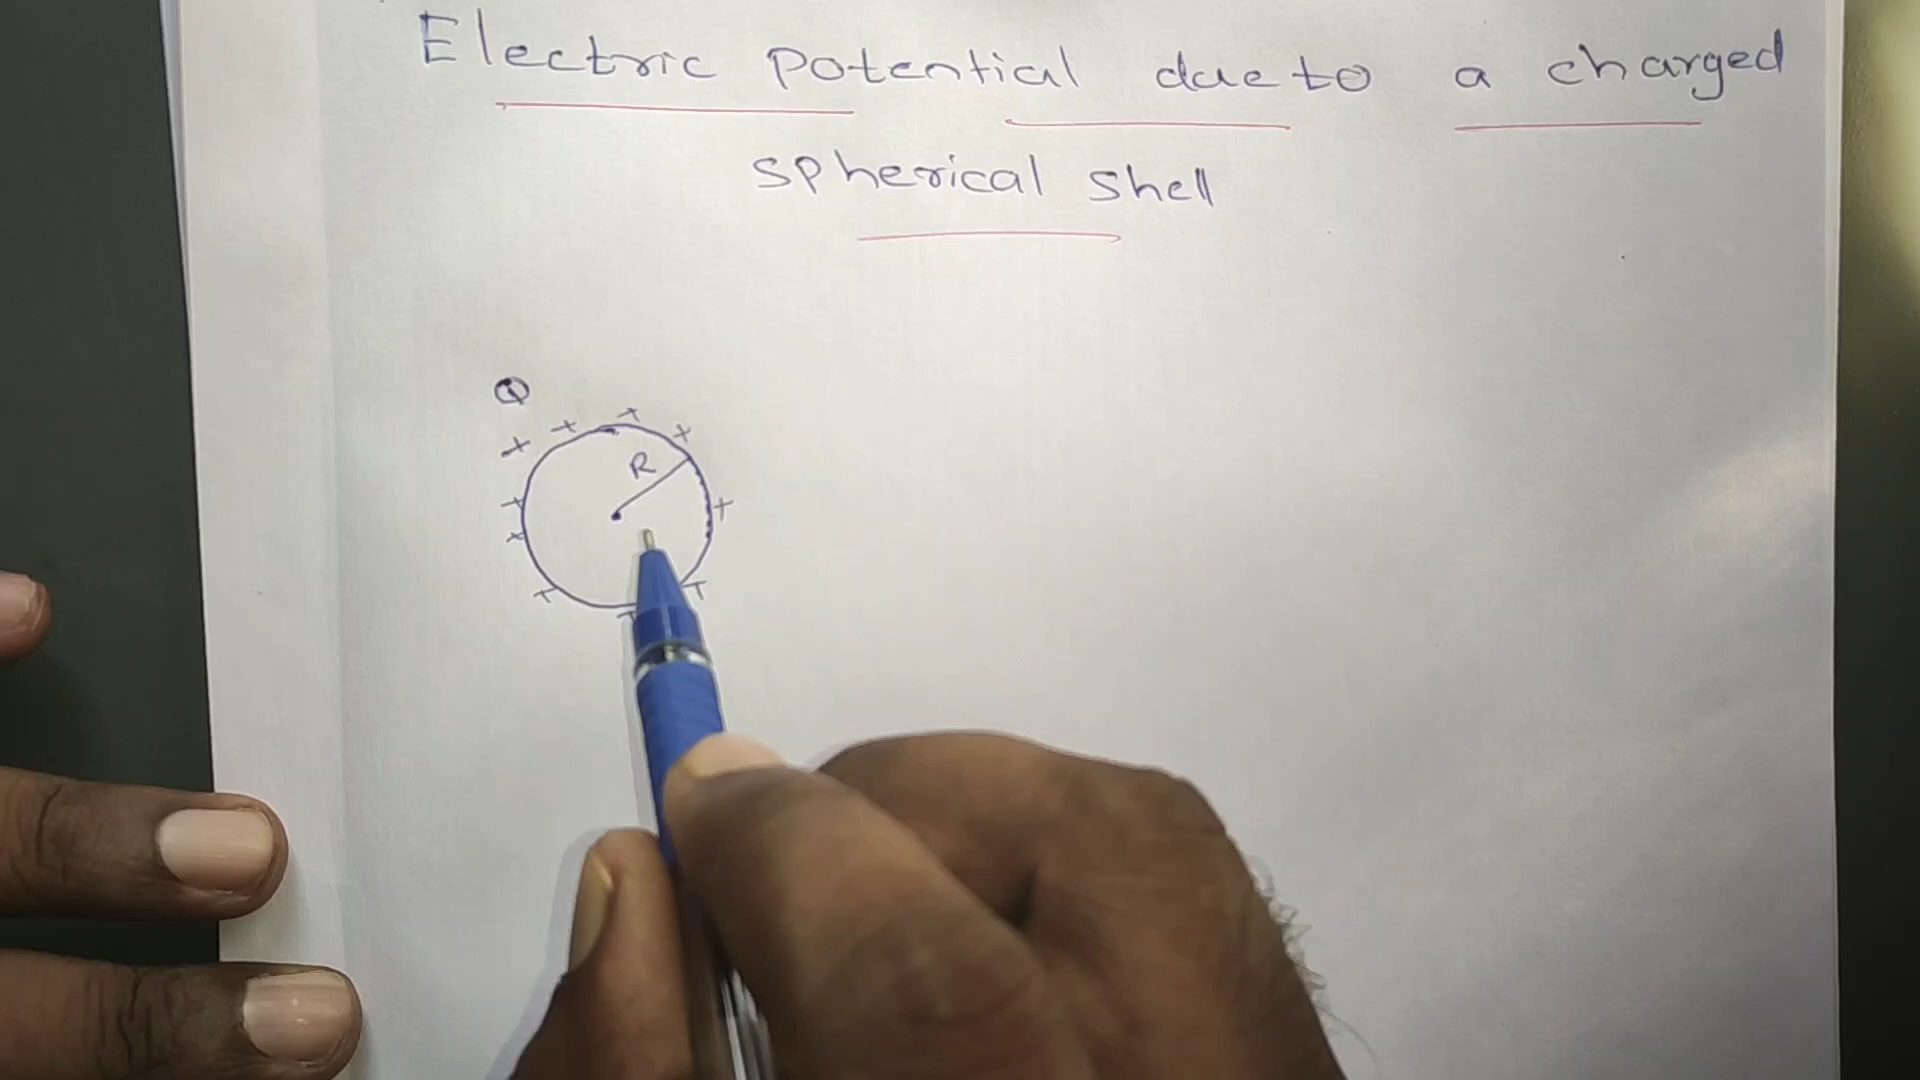 Electric potential due to a charged
spherical shell
Q
R